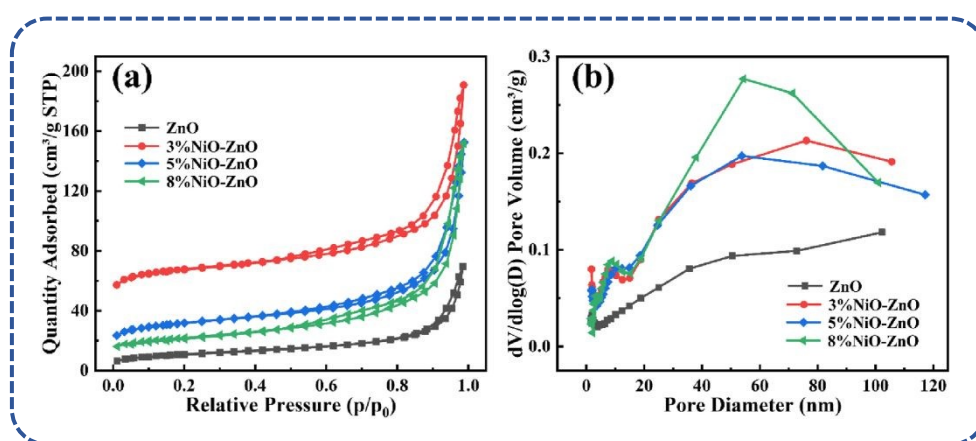 (a)
Quantity Adsorbed (cm³/g STP)
200
160
120
80
40
0
ZnO
3%NiO-ZnO
5%NiO-ZnO
8%NiO-ZnO
0.0 0.2 0.4 0.6 0.8 1.0
Relative Pressure (p/p₀)
(b)
dV/dlog(D) Pore Volume (cm³/g)
0.3
0.2
0.1
0.0
ZnO
3%NiO-ZnO
5%NiO-ZnO
8%NiO-ZnO
0 20 40 60 80 100 120
Pore Diameter (nm)